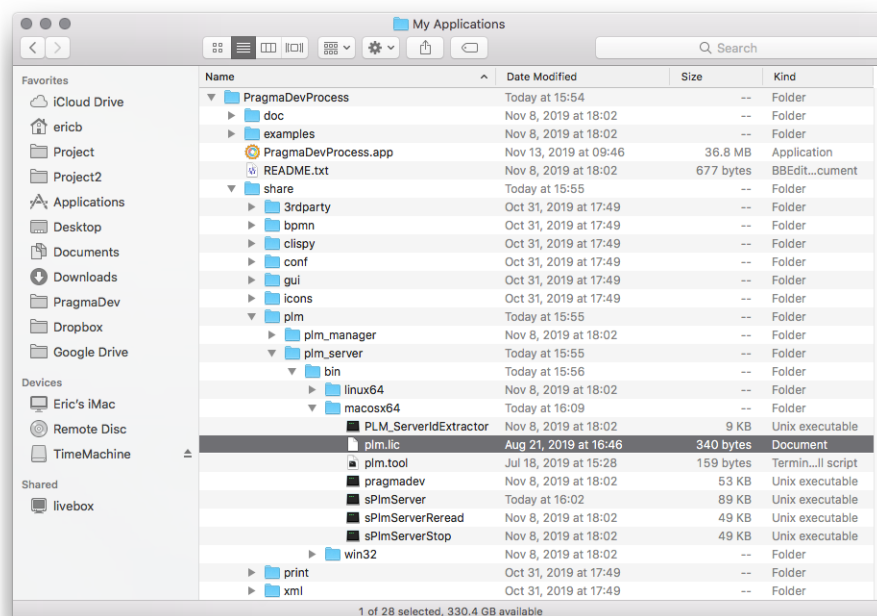 My Applications
Search
Favorites
iCloud Drive
ericb
Project
Project2
Applications
Desktop
Documents
Downloads
PragmaDev
Dropbox
Google Drive
Devices
Eric's iMac
Remote Disc
TimeMachine
Shared
livebox
Name Date Modified Size Kind
PragmaDevProcess Today at 15:54 -- Folder
doc Nov 8, 2019 at 18:02 -- Folder
examples Nov 8, 2019 at 18:02 -- Folder
PragmaDevProcess.app Nov 13, 2019 at 09:46 36.8 MB Application
README.txt Nov 8, 2019 at 18:02 677 bytes BBEdit...cument
share Today at 15:55 -- Folder
3rdparty Oct 31, 2019 at 17:49 -- Folder
bpmn Oct 31, 2019 at 17:49 -- Folder
clispy Oct 31, 2019 at 17:49 -- Folder
conf Oct 31, 2019 at 17:49 -- Folder
gui Oct 31, 2019 at 17:49 -- Folder
icons Oct 31, 2019 at 17:49 -- Folder
plm Today at 15:55 -- Folder
plm_manager Nov 8, 2019 at 18:02 -- Folder
plm_server Today at 15:55 -- Folder
bin Today at 15:56 -- Folder
linux64 Nov 8, 2019 at 18:02 -- Folder
macosx64 Today at 16:09 -- Folder
PLM_ServerIdExtractor Nov 8, 2019 at 18:02 9 KB Unix executable
plm.lic Aug 21, 2019 at 16:46 340 bytes Document
plm.tool Jul 18, 2019 at 15:28 159 bytes Termin...ll script
pragmadev Nov 8, 2019 at 18:02 53 KB Unix executable
sPlmServer Today at 16:02 89 KB Unix executable
sPlmServerReread Nov 8, 2019 at 18:02 49 KB Unix executable
sPlmServerStop Nov 8, 2019 at 18:02 49 KB Unix executable
win32 Nov 8, 2019 at 18:02 -- Folder
print Oct 31, 2019 at 17:49 -- Folder
xml Oct 31, 2019 at 17:49 -- Folder
1 of 28 selected, 330.4 GB available